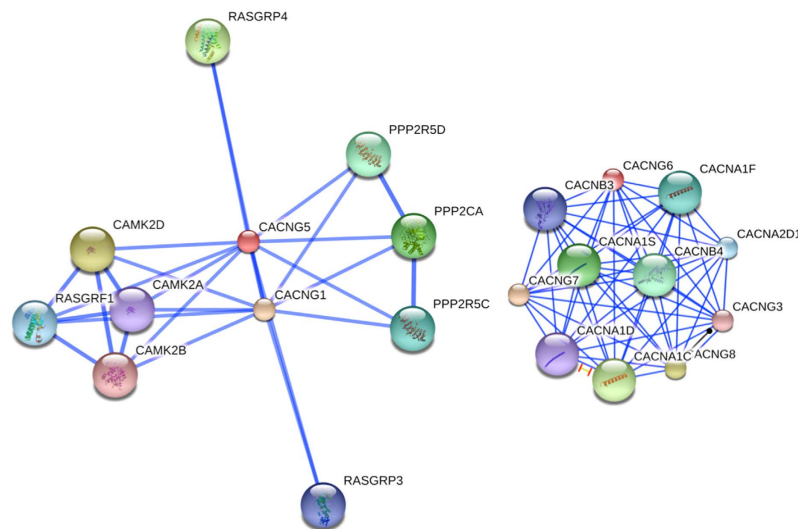 RASGRP4
PPP2R5D
PPP2CA
CAMK2D
CACNG5
CAMK2A
RASGRF1
CACNG1
PPP2R5C
CAMK2B
RASGRP3
CACNG6
CACNA1F
CACNB3
CACNA2D1
CACNA1S
CACNB4
CACNG7
CACNG3
CACNA1D
CACNA1C
ACNG8